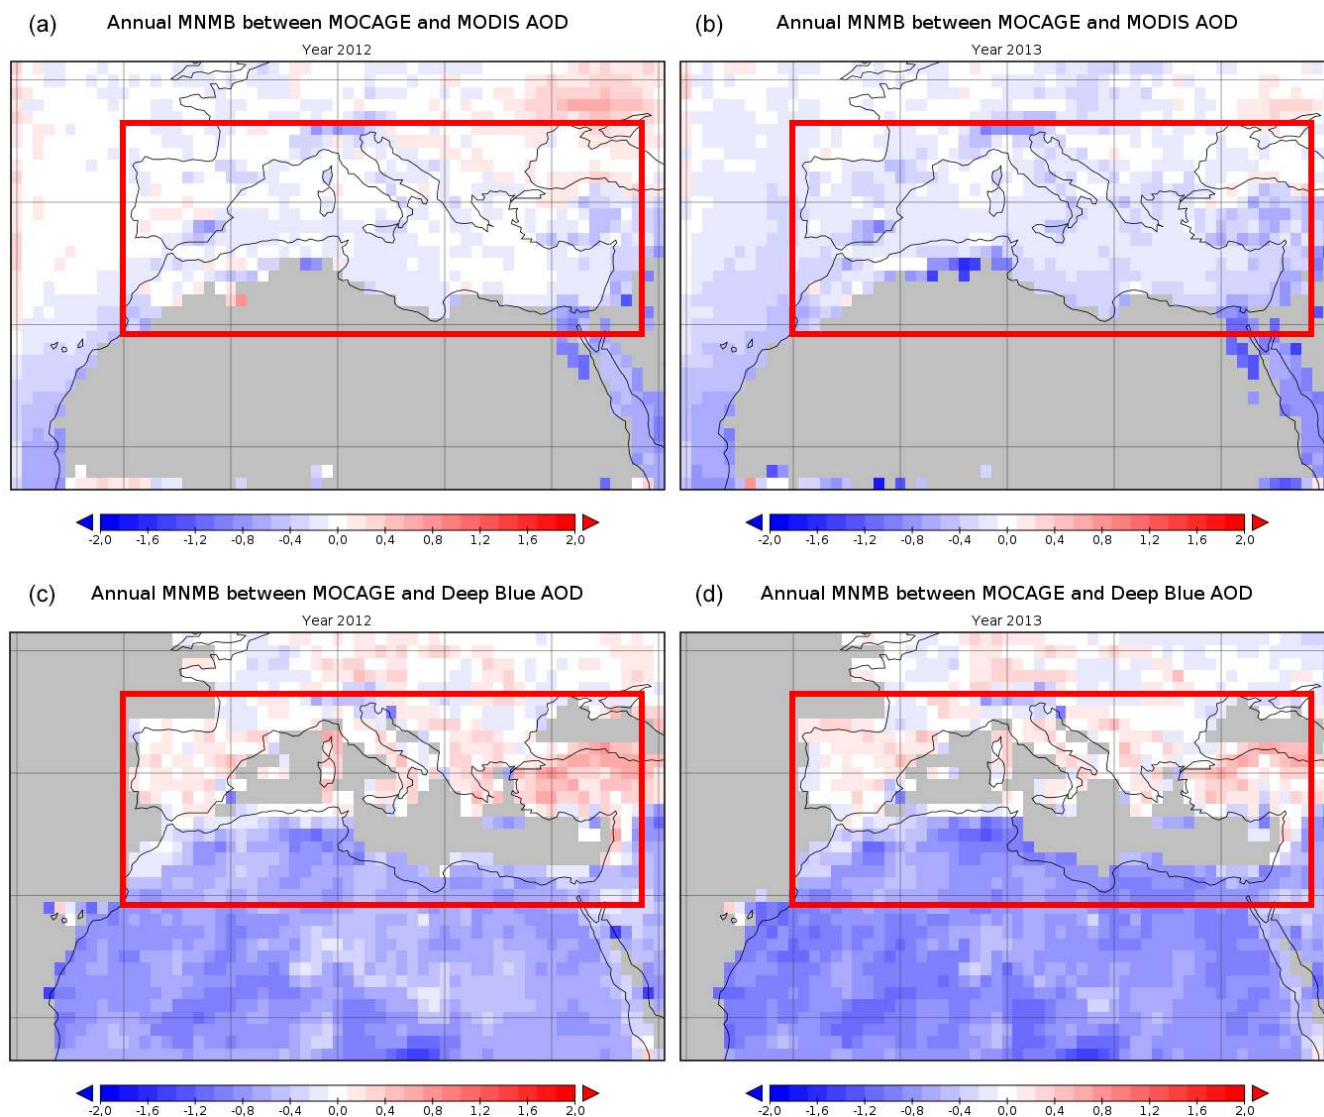 (a) Annual MNMB between MOCAGE and MODIS AOD
Year 2012
-2,0 -1,6 -1,2 -0,8 -0,4 0,0 0,4 0,8 1,2 1,6 2,0
(b) Annual MNMB between MOCAGE and MODIS AOD
Year 2013
-2,0 -1,6 -1,2 -0,8 -0,4 0,0 0,4 0,8 1,2 1,6 2,0
(c) Annual MNMB between MOCAGE and Deep Blue AOD
Year 2012
-2,0 -1,6 -1,2 -0,8 -0,4 0,0 0,4 0,8 1,2 1,6 2,0
(d) Annual MNMB between MOCAGE and Deep Blue AOD
Year 2013
-2,0 -1,6 -1,2 -0,8 -0,4 0,0 0,4 0,8 1,2 1,6 2,0